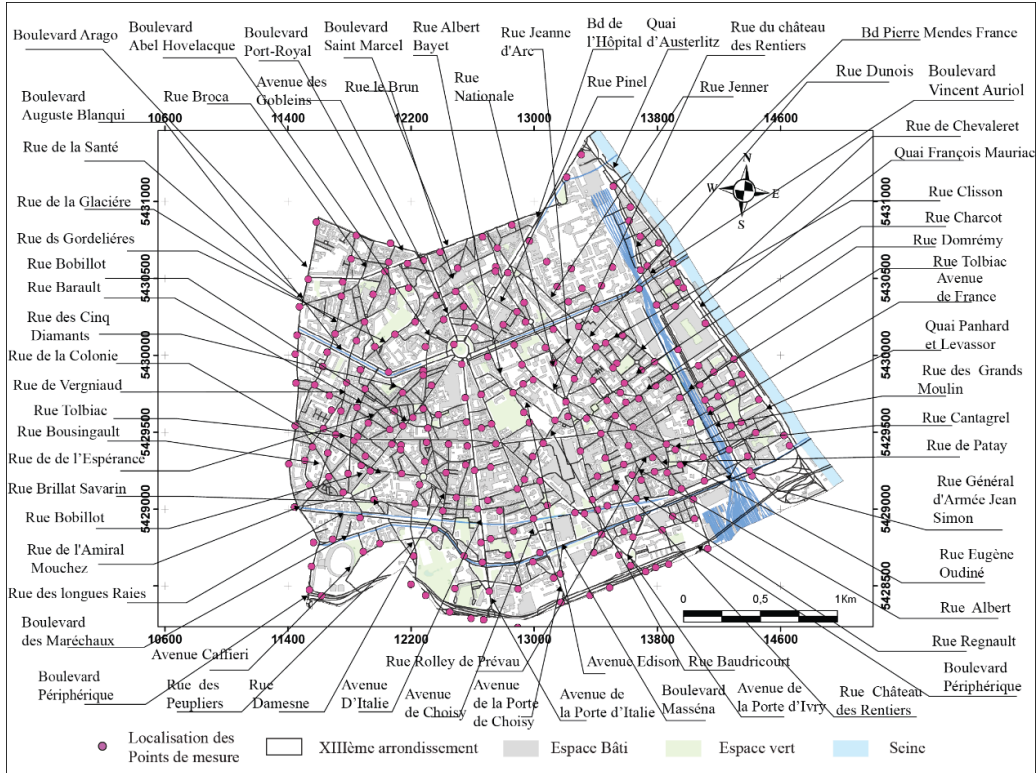 Boulevard Arago
Boulevard
Abel Hovelacque
Boulevard
Port-Royal
Boulevard
Saint Marcel
Rue Albert
Bayet
Rue Jeanne
d'Arc
Bd de
l'Hôpital
Quai
d'Austerlitz
Rue du château
des Rentiers
Bd Pierre Mendes France
Rue Broca
Avenue des
Gobleins
Rue le Brun
Rue
Nationale
Rue Pinel
Rue Jenner
Rue Dunois
Boulevard
Vincent Auriol
10600
11400
12200
13000
13800
14600
Boulevard
Auguste Blanqui
Rue de la Santé
Rue de la Glaciére
Rue ds Gordeliéres
Rue Bobillot
Rue Barault
Rue des Cinq
Diamants
Rue de la Colonie
Rue de Vergniaud
Rue Tolbiac
Rue Bousingault
Rue de de l'Espérance
Rue Brillat Savarin
Rue Bobillot
Rue de l'Amiral
Mouchez
Rue des longues Raies
Boulevard
des Maréchaux
Boulevard
Périphérique
5431000
5430500
5430000
5429500
5429000
5428500
N
W
E
S
5431000
5430500
5430000
5429500
5429000
5428500
Rue de Chevaleret
Quai François Mauriac
Rue Clisson
Rue Charcot
Rue Domrémy
Rue Tolbiac
Avenue
de France
Quai Panhard
et Levassor
Rue des Grands
Moulin
Rue Cantagrel
Rue de Patay
Rue Général
d'Armée Jean
Simon
Rue Eugène
Oudiné
Rue Albert
Rue Regnault
Boulevard
Périphérique
0
0,5
1Km
10600
11400
12200
13000
13800
14600
Avenue Caffieri
Rue des
Peupliers
Rue
Damesne
Avenue
D'Italie
Rue Rolley de Prévau
Avenue
de Choisy
Avenue de
la Porte
de Choisy
Avenue de
la Porte d'Italie
Avenue Edison
Boulevard
Masséna
Rue Baudricourt
Avenue de
la Porte d'Ivry
Rue Château
des Rentiers
Localisation des
Points de mesure
XIIIème arrondissement
Espace Bâti
Espace vert
Seine